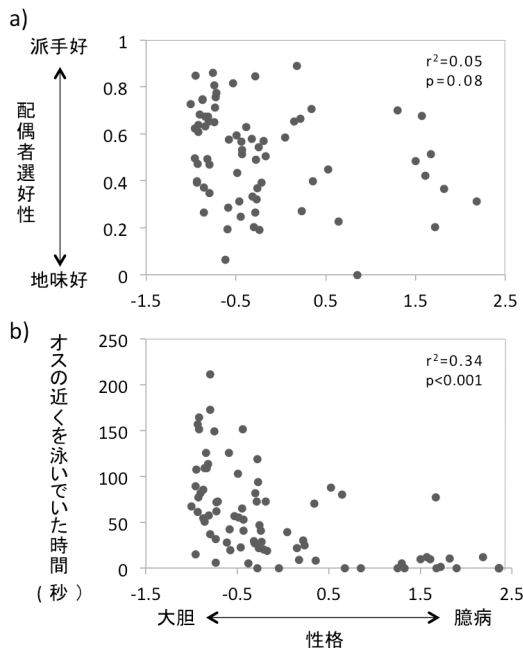 a)
派手好
配偶者選好性
地味好
1
0.8
0.6
0.4
0.2
0
r²=0.05
p=0.08
-1.5
-0.5
0.5
1.5
2.5
b)
オスの近くを泳いでいた時間(秒)
250
200
150
100
50
0
r²=0.34
p<0.001
-1.5
-0.5
0.5
1.5
2.5
大胆
臆病
性格